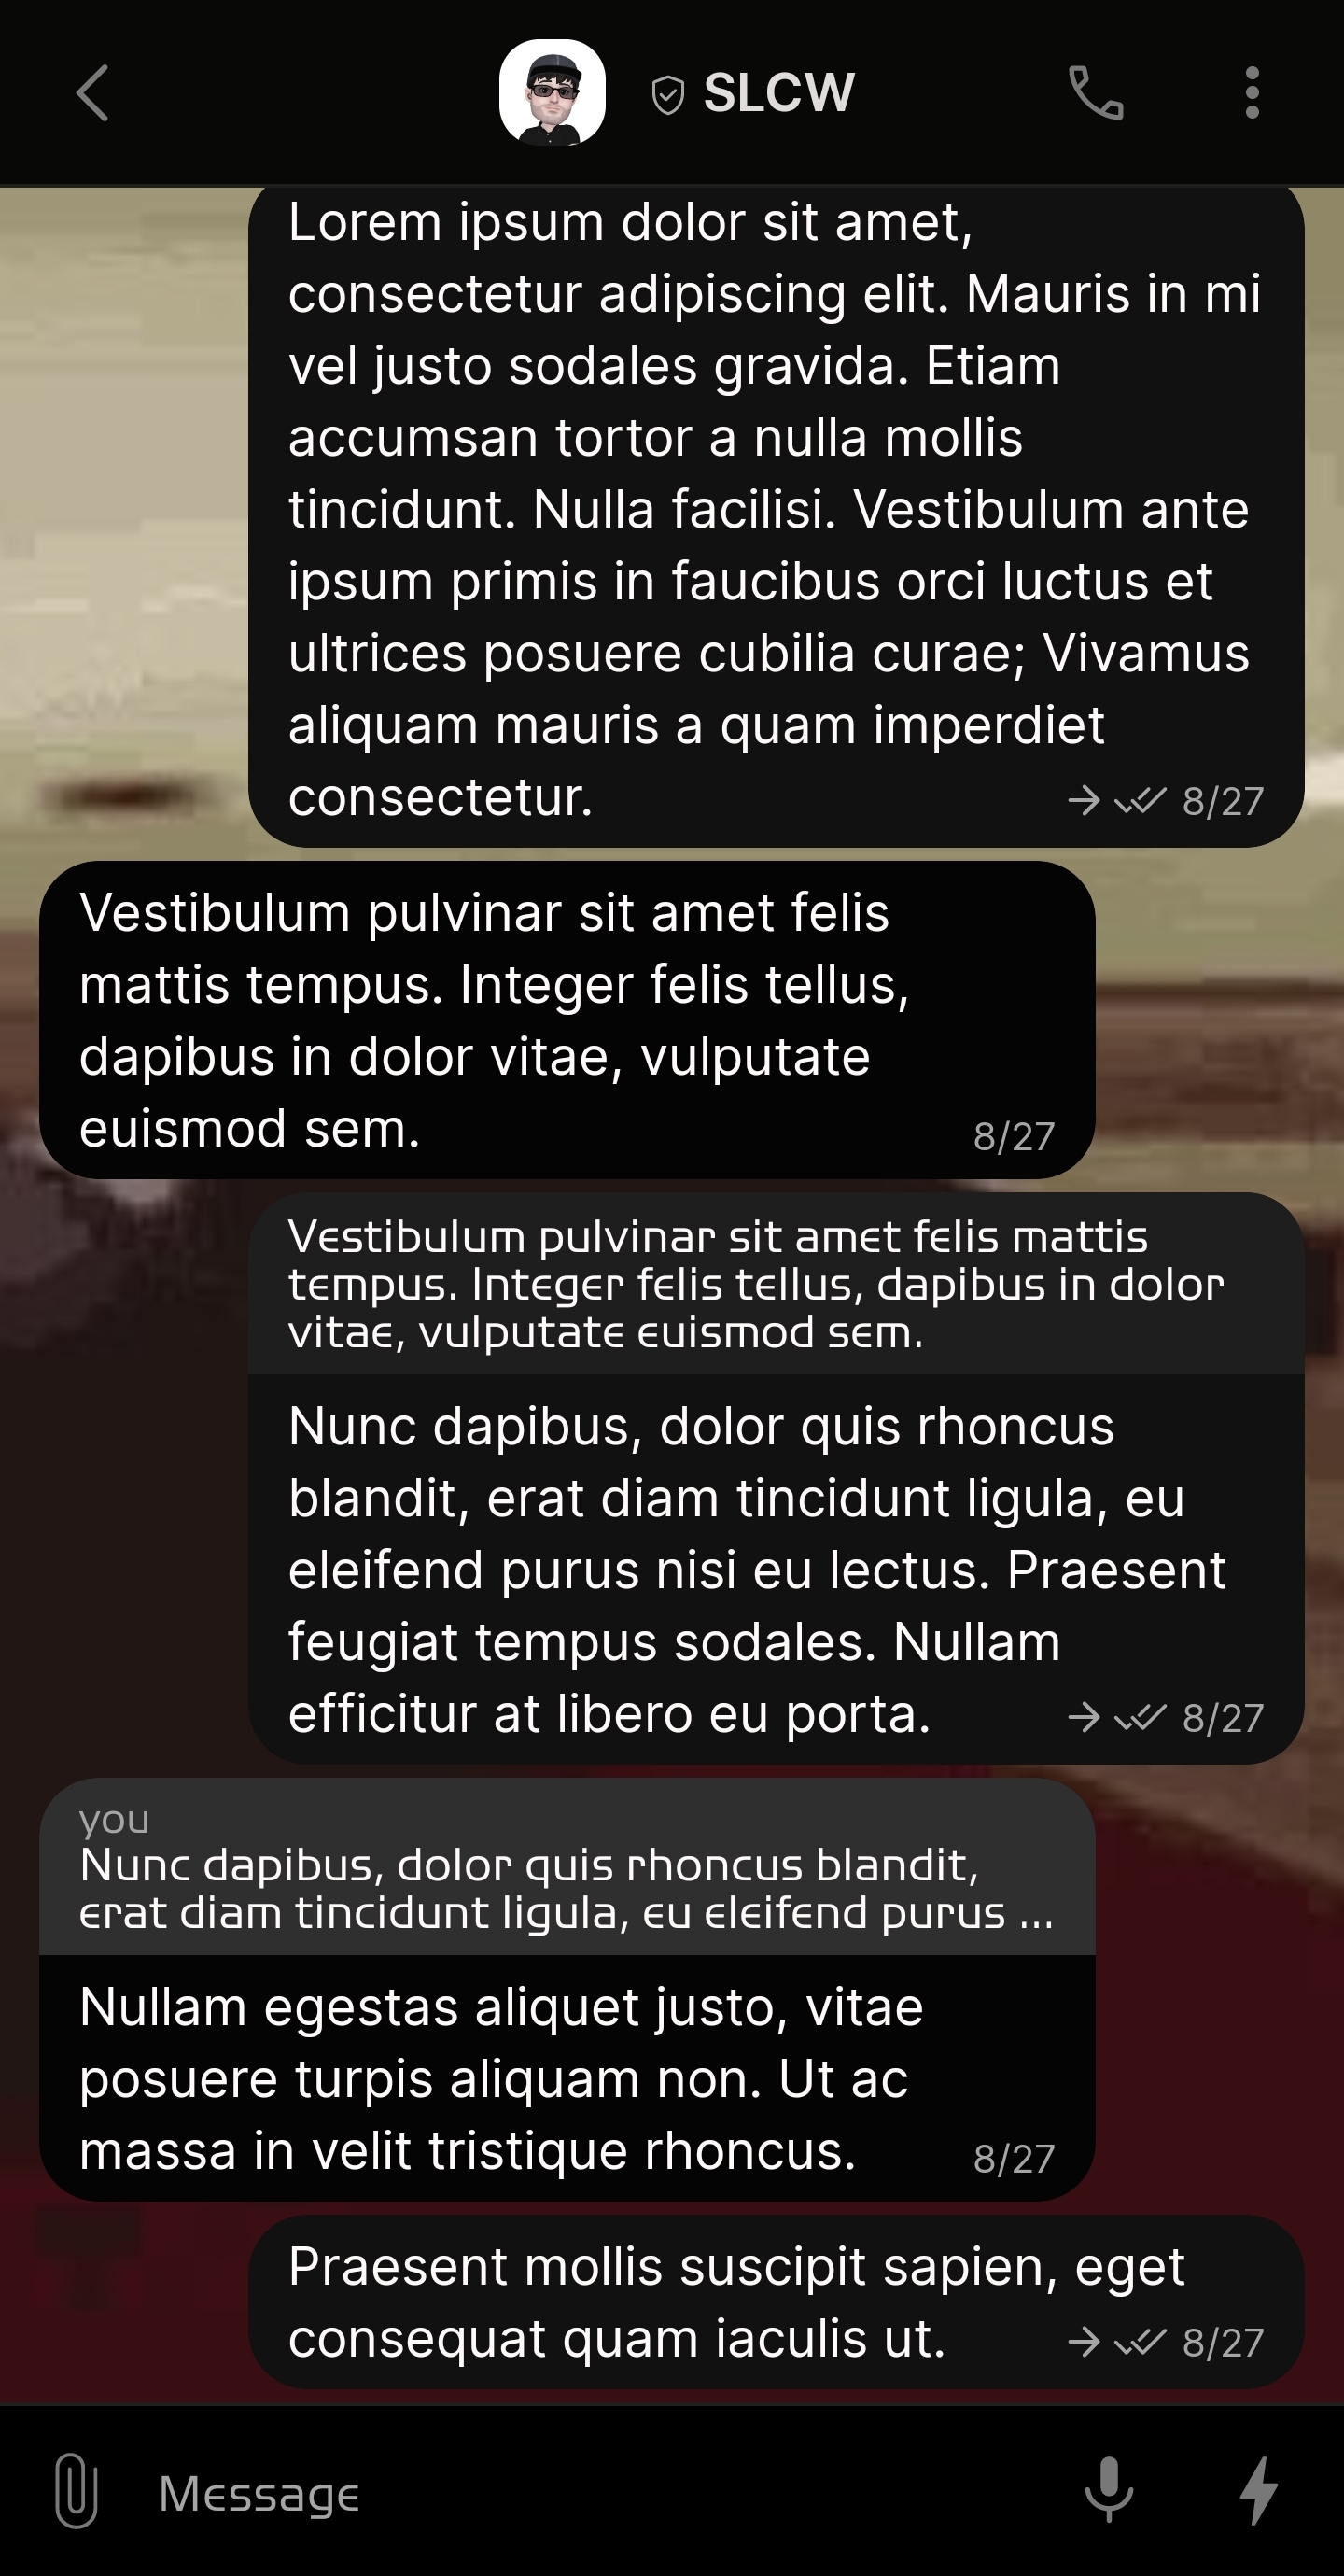 SLCW
Lorem ipsum dolor sit amet,
consectetur adipiscing elit. Mauris in mi
vel justo sodales gravida. Etiam
accumsan tortor a nulla mollis
tincidunt. Nulla facilisi. Vestibulum ante
ipsum primis in faucibus orci luctus et
ultrices posuere cubilia curae; Vivamus
aliquam mauris a quam imperdiet
consectetur.
8/27
Vestibulum pulvinar sit amet felis
mattis tempus. Integer felis tellus,
dapibus in dolor vitae, vulputate
euismod sem.
8/27
Vestibulum pulvinar sit amet felis mattis
tempus. Integer felis tellus, dapibus in dolor
vitae, vulputate euismod sem.
Nunc dapibus, dolor quis rhoncus
blandit, erat diam tincidunt ligula, eu
eleifend purus nisi eu lectus. Praesent
feugiat tempus sodales. Nullam
efficitur at libero eu porta.
8/27
you
Nunc dapibus, dolor quis rhoncus blandit,
erat diam tincidunt ligula, eu eleifend purus ...
Nullam egestas aliquet justo, vitae
posuere turpis aliquam non. Ut ac
massa in velit tristique rhoncus.
8/27
Praesent mollis suscipit sapien, eget
consequat quam iaculis ut.
8/27
Message